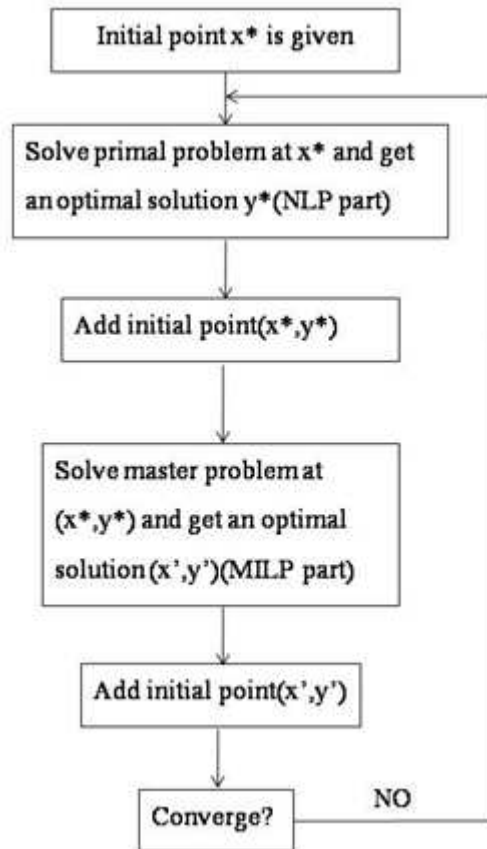 Initial point x* is given
Solve primal problem at x* and get
an optimal solution y*(NLP part)
Add initial point(x*,y*)
Solve master problem at
(x*,y*) and get an optimal
solution (x’,y’)(MILP part)
Add initial point(x’,y’)
Converge?
NO